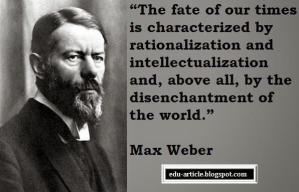 “The fate of our times
is characterized by
rationalization and
intellectualization
and, above all, by the
disenchantment of
the world.”
Max Weber
edu-article.blogspot.com